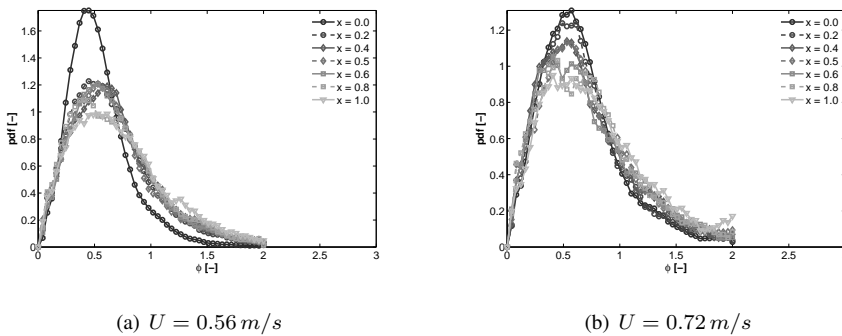 1.6
1.4
1.2
1
0.8
0.6
0.4
0.2
0
pdf [−]
0 0.5 1 1.5 2 2.5 3
ϕ [−]
x = 0.0
x = 0.2
x = 0.4
x = 0.5
x = 0.6
x = 0.8
x = 1.0
(a) U = 0.56 m/s
1.2
1
0.8
0.6
0.4
0.2
0
pdf [−]
0 0.5 1 1.5 2 2.5
ϕ [−]
x = 0.0
x = 0.2
x = 0.4
x = 0.5
x = 0.6
x = 0.8
x = 1.0
(b) U = 0.72 m/s